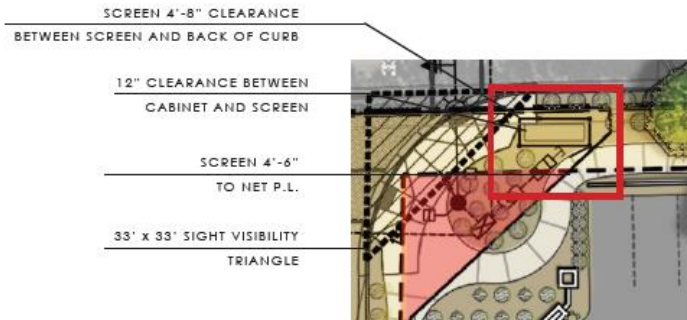 SCREEN 4'-8" CLEARANCE
BETWEEN SCREEN AND BACK OF CURB
12" CLEARANCE BETWEEN
CABINET AND SCREEN
SCREEN 4'-6"
TO NET P.L.
33' x 33' SIGHT VISIBILITY
TRIANGLE